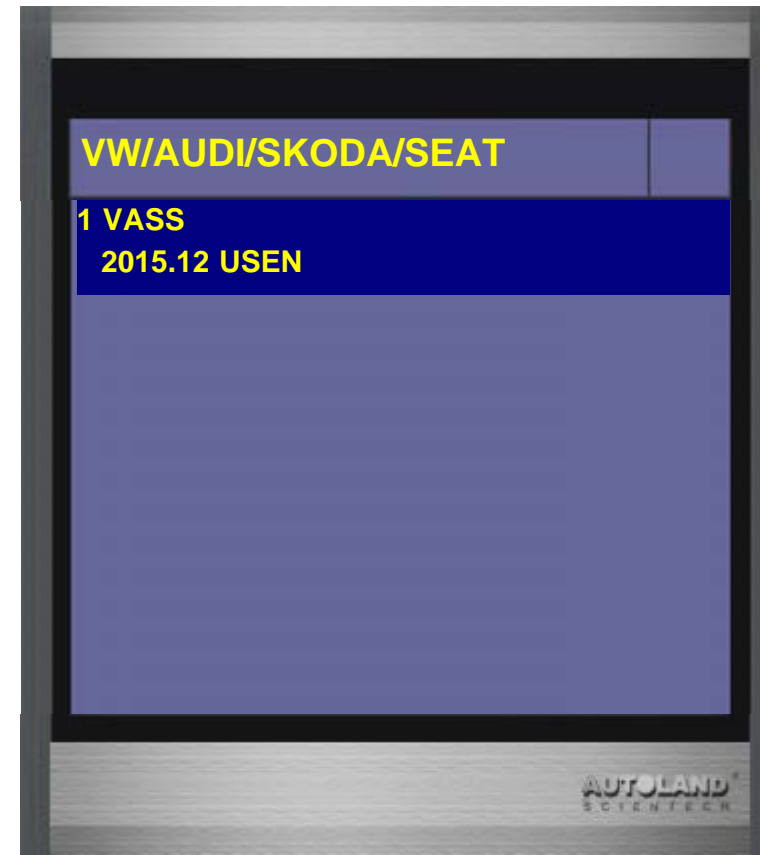 VW/AUDI/SKODA/SEAT
1 VASS
2015.12 USEN
AUTOLAND
SCIENTECH